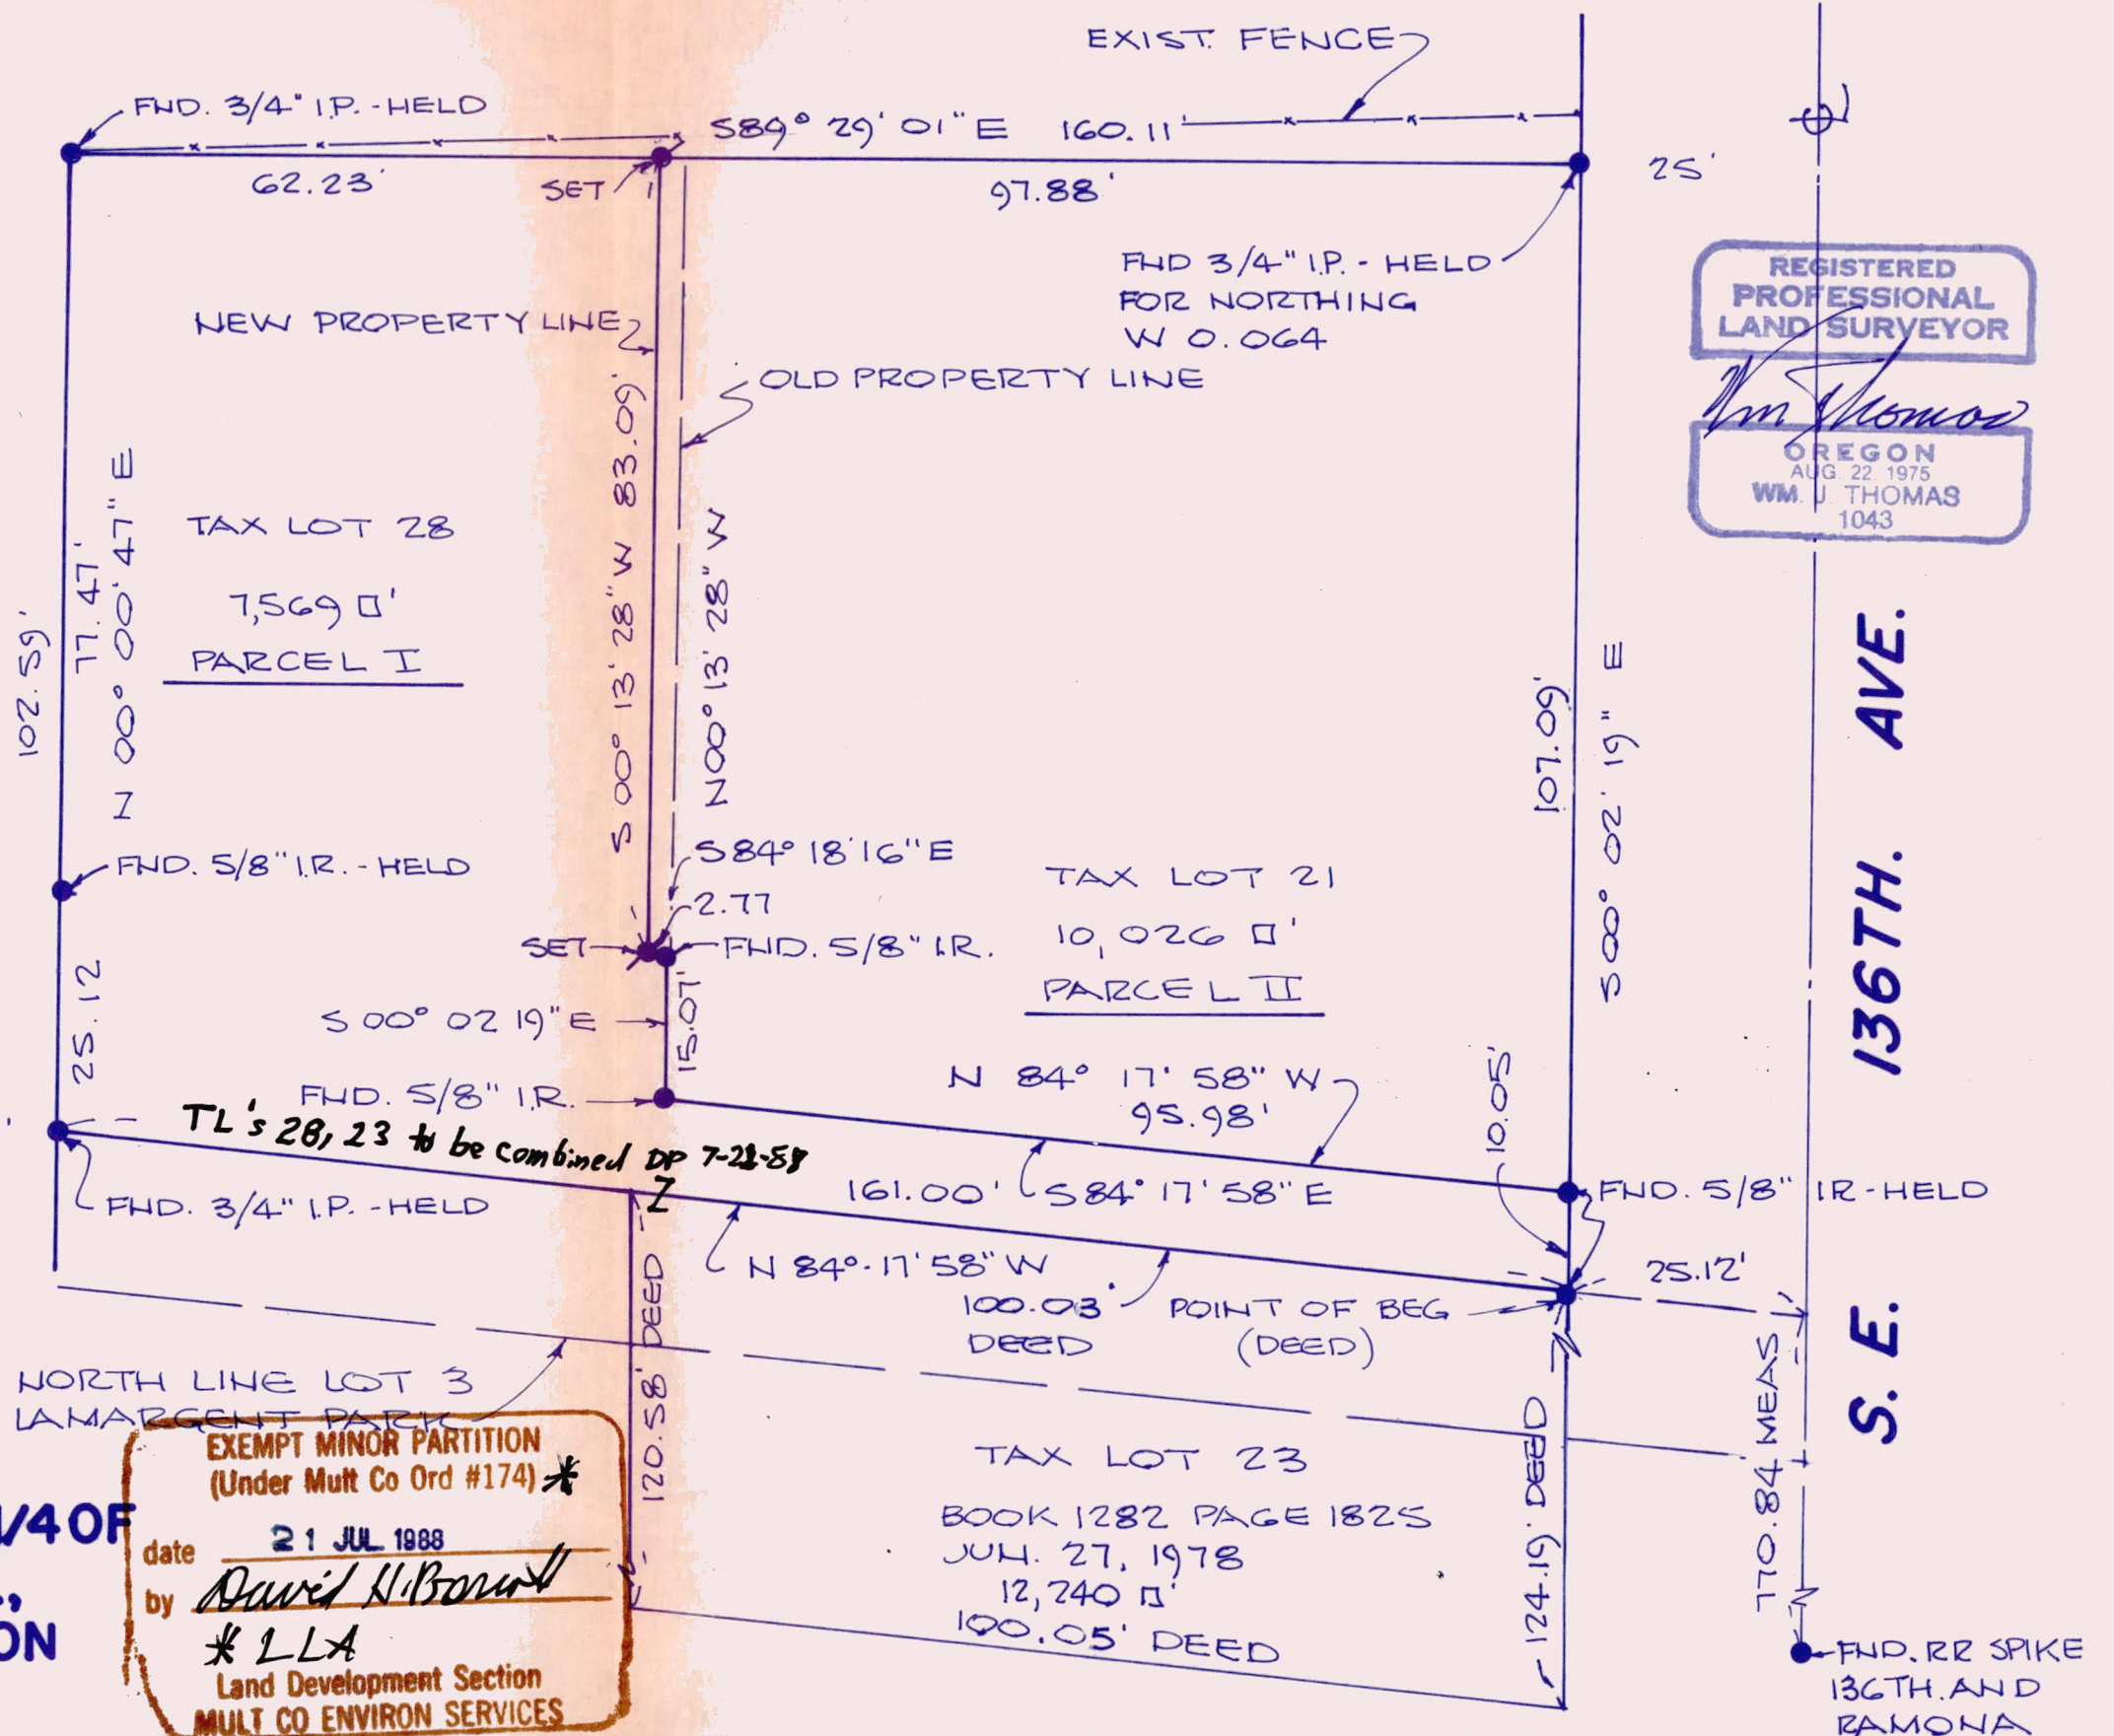 EXIST. FENCE
FND. 3/4" I.P. - HELD
S89° 29' 01" E 160.11'
62.23'
SET
97.88'
25'
FND 3/4" I.P. - HELD
FOR NORTHING
W 0.064
NEW PROPERTY LINE
OLD PROPERTY LINE
REGISTERED
PROFESSIONAL
LAND SURVEYOR
Wm Thomas
OREGON
AUG. 22 1975
WM. J. THOMAS
1043
102.59'
77.47'
N 00° 00' 47" E
TAX LOT 28
7,569 □'
PARCEL I
S 00° 13' 28" W 83.09'
N00° 13' 28" W
107.09'
S 00° 02' 19" E
S.E. 136TH. AVE.
FND. 5/8" I.R. - HELD
S84° 18' 16" E
2.77
SET
FND. 5/8" I.R.
TAX LOT 21
10,026 □'
PARCEL II
25.12
S 00° 02 19" E
15.07'
FND. 5/8" I.R.
N 84° 17' 58" W
95.98'
10.05'
TL's 28, 23 to be combined DP 7-21-88
Z
FND. 3/4" I.P. - HELD
161.00'
S84° 17' 58" E
FND. 5/8" IR - HELD
N 84° 17' 58" W
100.03'
DEED
POINT OF BEG
(DEED)
25.12'
120.58' DEED
NORTH LINE LOT 3
LAMARGENT PARK
770.84 MEAS
124.19' DEED
TAX LOT 23
BOOK 1282 PAGE 1825
JUN. 27, 1978
12,240 □'
100.05' DEED
EXEMPT MINOR PARTITION
(Under Mult Co Ord #174) *
date 21 JUL 1988
by David H.
* LLA
Land Development Section
MULT CO ENVIRON SERVICES
1/4 OF
ON
FND. RR SPIKE
136TH. AND
RAMONA